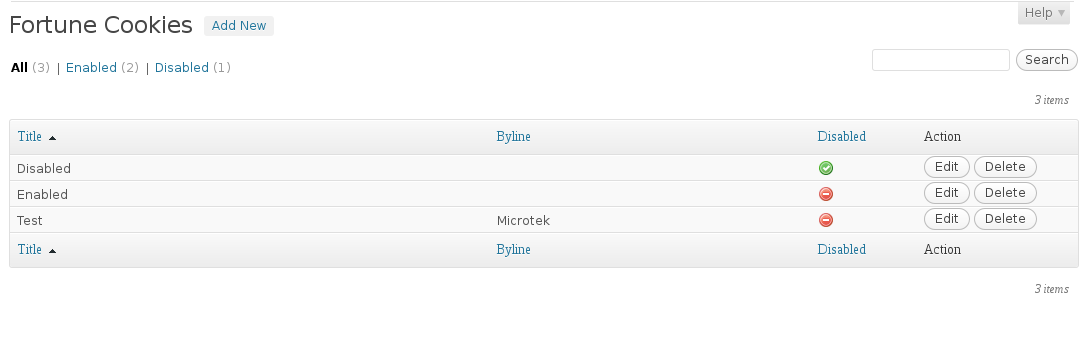 Help
Fortune Cookies Add New
All (3) | Enabled (2) | Disabled (1)
Search
3 items
Title Byline Disabled Action
Disabled Edit Delete
Enabled Edit Delete
Test Microtek Edit Delete
Title Byline Disabled Action
3 items